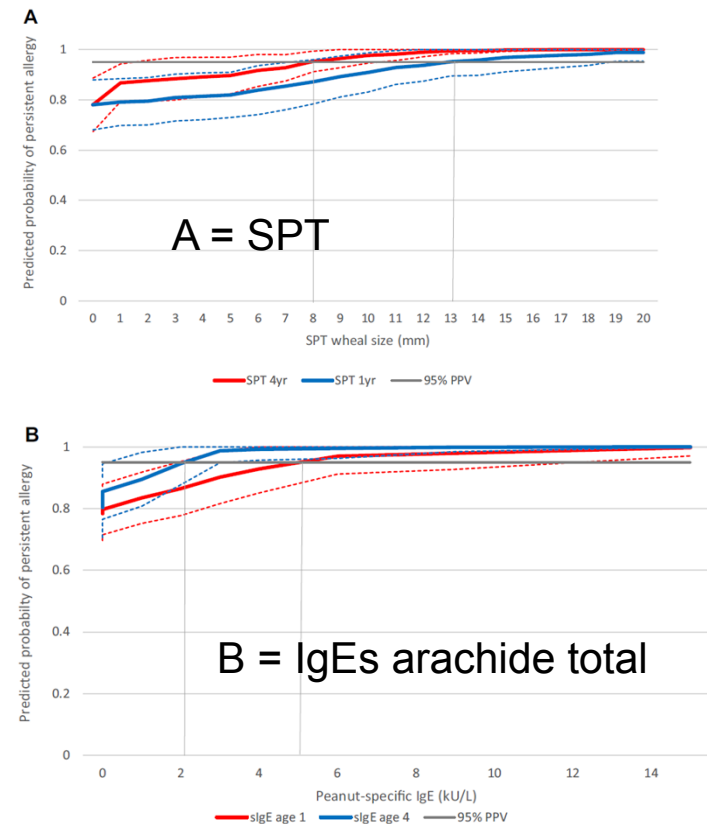 A
Predicted probability of persistent allergy
1
0.8
0.6
0.4
0.2
0
A = SPT
0 1 2 3 4 5 6 7 8 9 10 11 12 13 14 15 16 17 18 19 20
SPT wheal size (mm)
SPT 4yr SPT 1yr 95% PPV
B
Predicted probabilty of persistent allergy
1
0.8
0.6
0.4
0.2
0
B = IgEs arachide total
0 2 4 6 8 10 12 14
Peanut-specific IgE (kU/L)
sIgE age 1 sIgE age 4 95% PPV